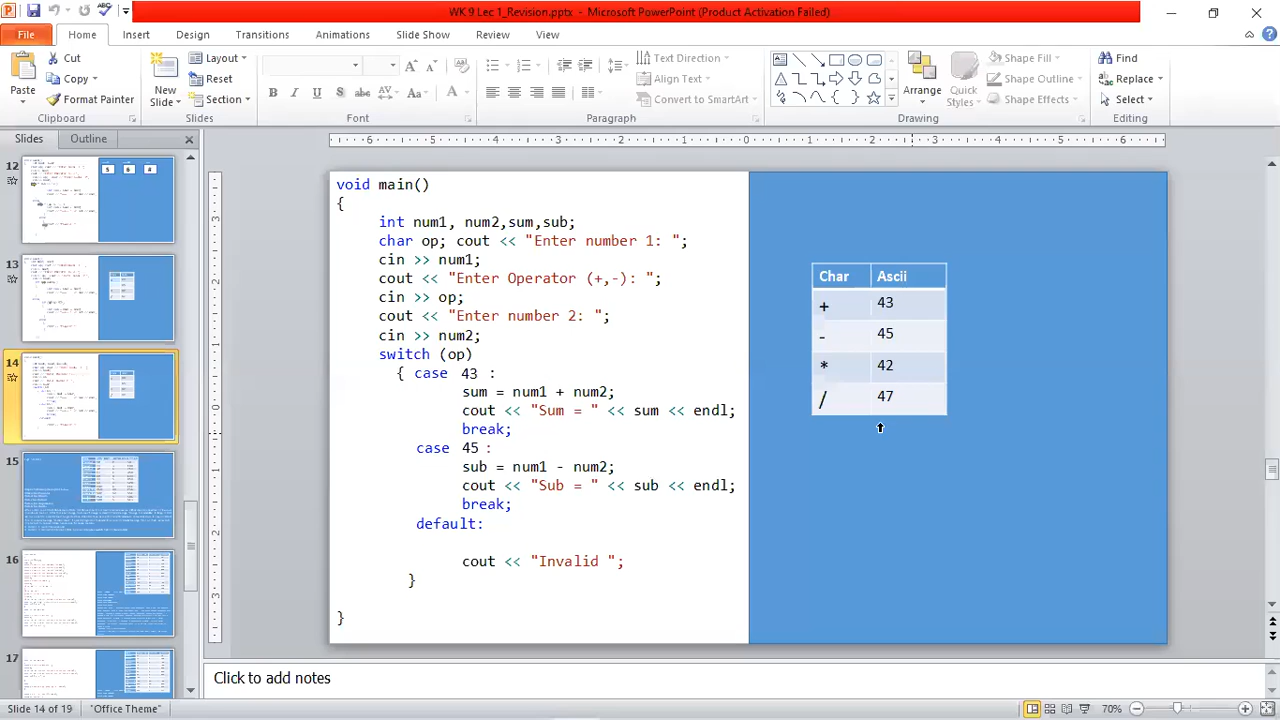 WK 9 Lec 1_Revision.pptx - Microsoft PowerPoint (Product Activation Failed)
File Home Insert Design Transitions Animations Slide Show Review View
Paste
Cut
Copy
Format Painter
Clipboard
New
Slide
Layout
Reset
Section
Slides
Font
Text Direction
Align Text
Convert to SmartArt
Paragraph
Arrange
Quick
Styles
Shape Fill
Shape Outline
Shape Effects
Drawing
Find
Replace
Select
Editing
Slides Outline
12
13
14
15
16
17
void main()
{
int num1, num2,sum,sub;
char op; cout << "Enter number 1: ";
cin >> num1;
cout << "Enter Operator (+,-): ";
cin >> op;
cout << "Enter number 2: ";
cin >> num2;
switch (op)
{ case 43 :
sum = num1 + num2;
cout << "Sum = " << sum << endl;
break;
case 45 :
sub = num1 - num2;
cout << "Sub = " << sub << endl;
break;
default:
cout << "Invalid ";
}
}
Char Ascii
+ 43
- 45
* 42
/ 47
Click to add notes
Slide 14 of 19 "Office Theme" 70%